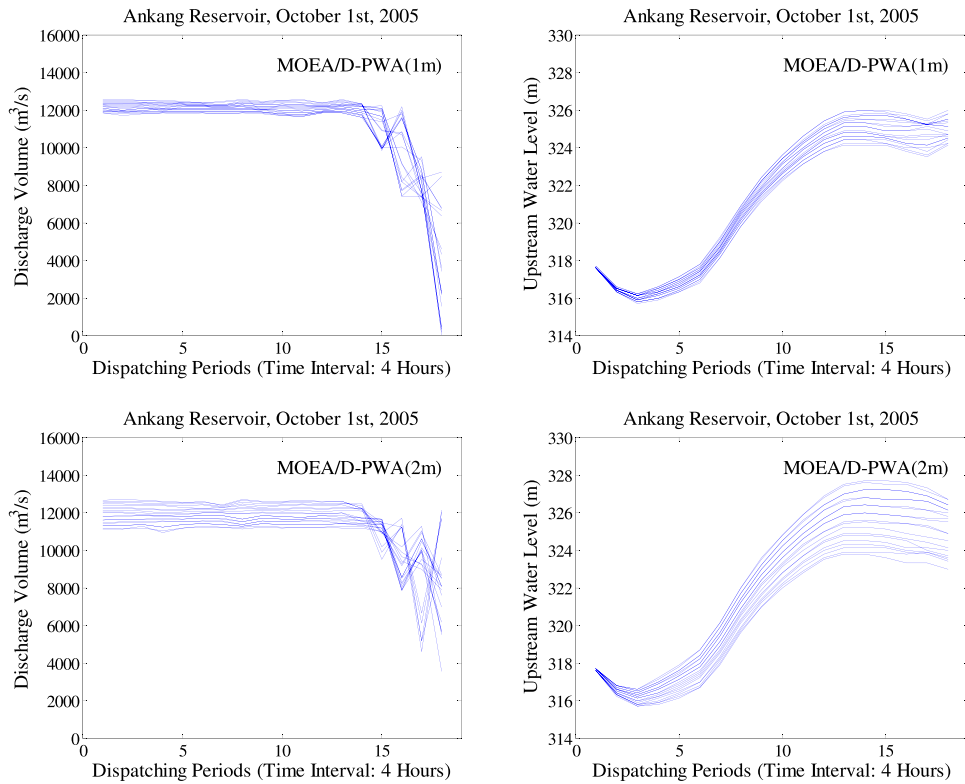 Ankang Reservoir, October 1st, 2005
MOEA/D-PWA(1m)
Discharge Volume (m³/s)
16000
14000
12000
10000
8000
6000
4000
2000
0
0 5 10 15
Dispatching Periods (Time Interval: 4 Hours)
Ankang Reservoir, October 1st, 2005
MOEA/D-PWA(1m)
Upstream Water Level (m)
330
328
326
324
322
320
318
316
314
0 5 10 15
Dispatching Periods (Time Interval: 4 Hours)
Ankang Reservoir, October 1st, 2005
MOEA/D-PWA(2m)
Discharge Volume (m³/s)
16000
14000
12000
10000
8000
6000
4000
2000
0
0 5 10 15
Dispatching Periods (Time Interval: 4 Hours)
Ankang Reservoir, October 1st, 2005
MOEA/D-PWA(2m)
Upstream Water Level (m)
330
328
326
324
322
320
318
316
314
0 5 10 15
Dispatching Periods (Time Interval: 4 Hours)